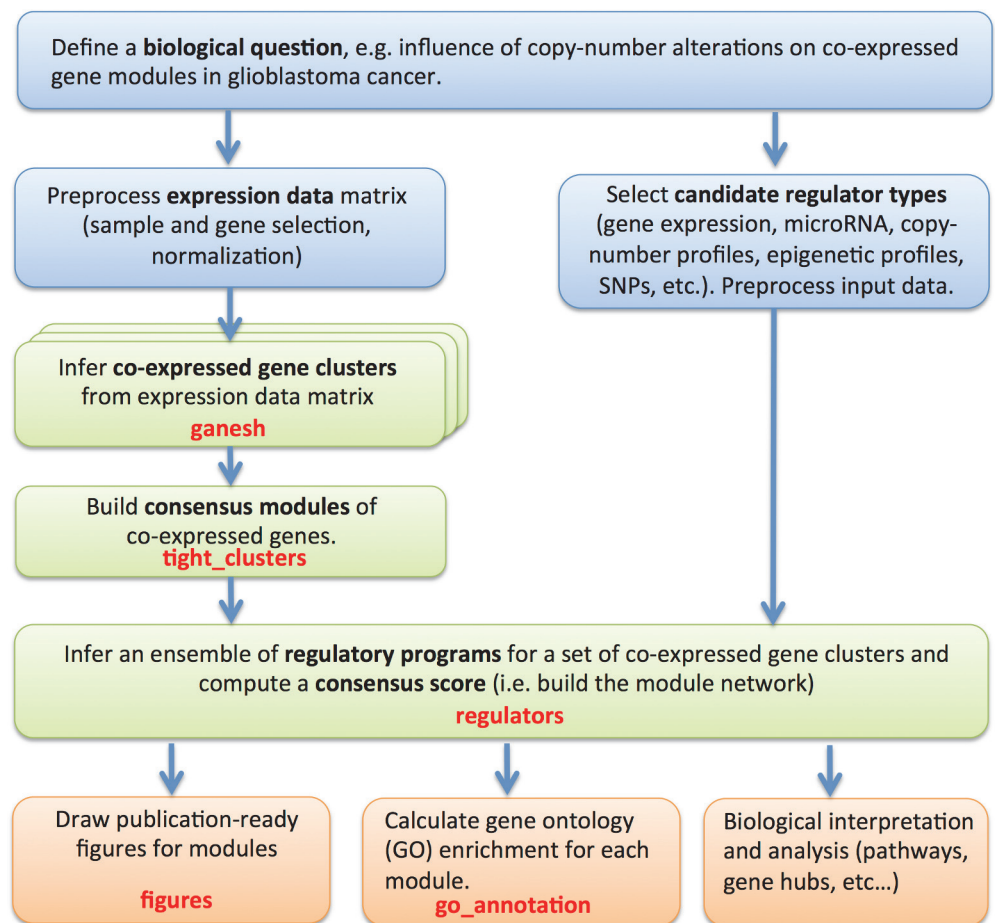 Define a biological question, e.g. influence of copy-number alterations on co-expressed
gene modules in glioblastoma cancer.
Preprocess expression data matrix
(sample and gene selection,
normalization)
Select candidate regulator types
(gene expression, microRNA, copy-
number profiles, epigenetic profiles,
SNPs, etc.). Preprocess input data.
Infer co-expressed gene clusters
from expression data matrix
ganesh
Build consensus modules of
co-expressed genes.
tight_clusters
Infer an ensemble of regulatory programs for a set of co-expressed gene clusters and
compute a consensus score (i.e. build the module network)
regulators
Draw publication-ready
figures for modules
figures
Calculate gene ontology
(GO) enrichment for each
module.
go_annotation
Biological interpretation
and analysis (pathways,
gene hubs, etc...)